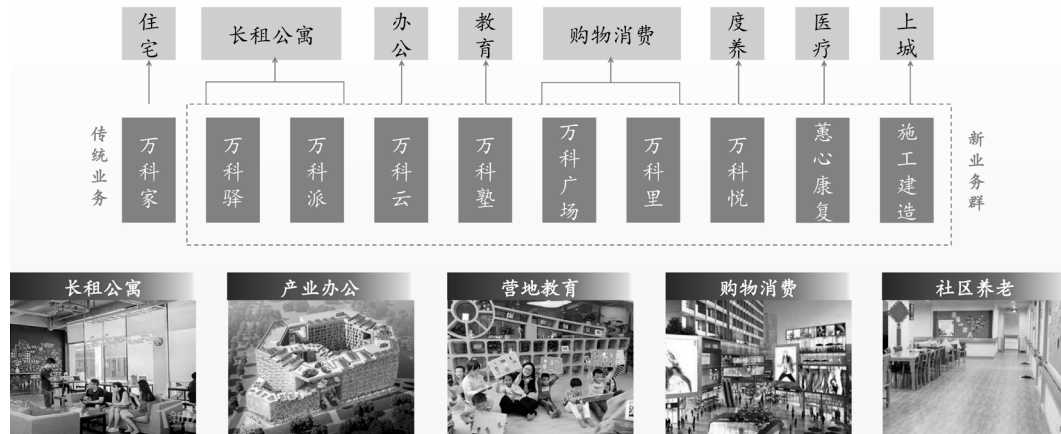 住宅
长租公寓
办公
教育
购物消费
度养
医疗
上城
传统业务
万科家
万科驿
万科派
万科云
万科塾
万科广场
万科里
万科悦
蕙心康复
施工建造
新业务群
长租公寓
产业办公
营地教育
购物消费
社区养老